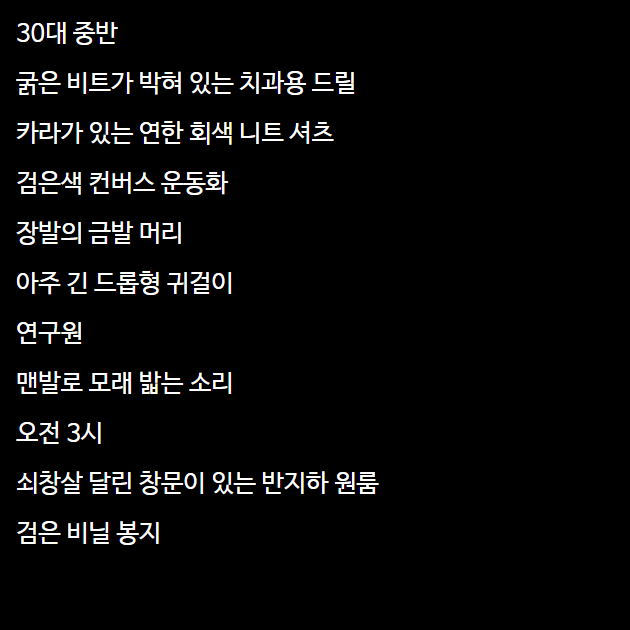 30대 중반
굵은 비트가 박혀 있는 치과용 드릴
카라가 있는 연한 회색 니트 셔츠
검은색 컨버스 운동화
장발의 금발 머리
아주 긴 드롭형 귀걸이
연구원
맨발로 모래 밟는 소리
오전 3시
쇠창살 달린 창문이 있는 반지하 원룸
검은 비닐 봉지